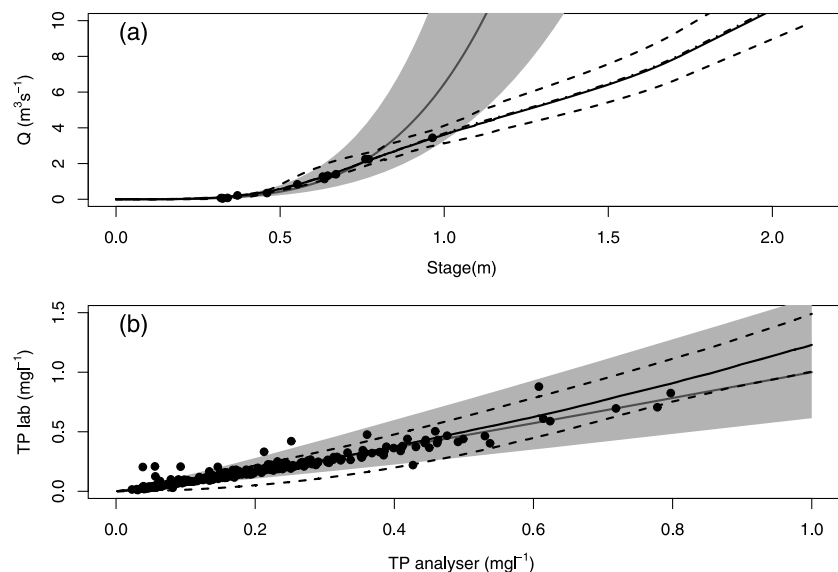 (a)
10
8
6
4
2
0
Q (m³s⁻¹)
0.0 0.5 1.0 1.5 2.0
Stage(m)
(b)
1.5
1.0
0.5
0.0
TP lab (mgl⁻¹)
0.0 0.2 0.4 0.6 0.8 1.0
TP analyser (mgl⁻¹)